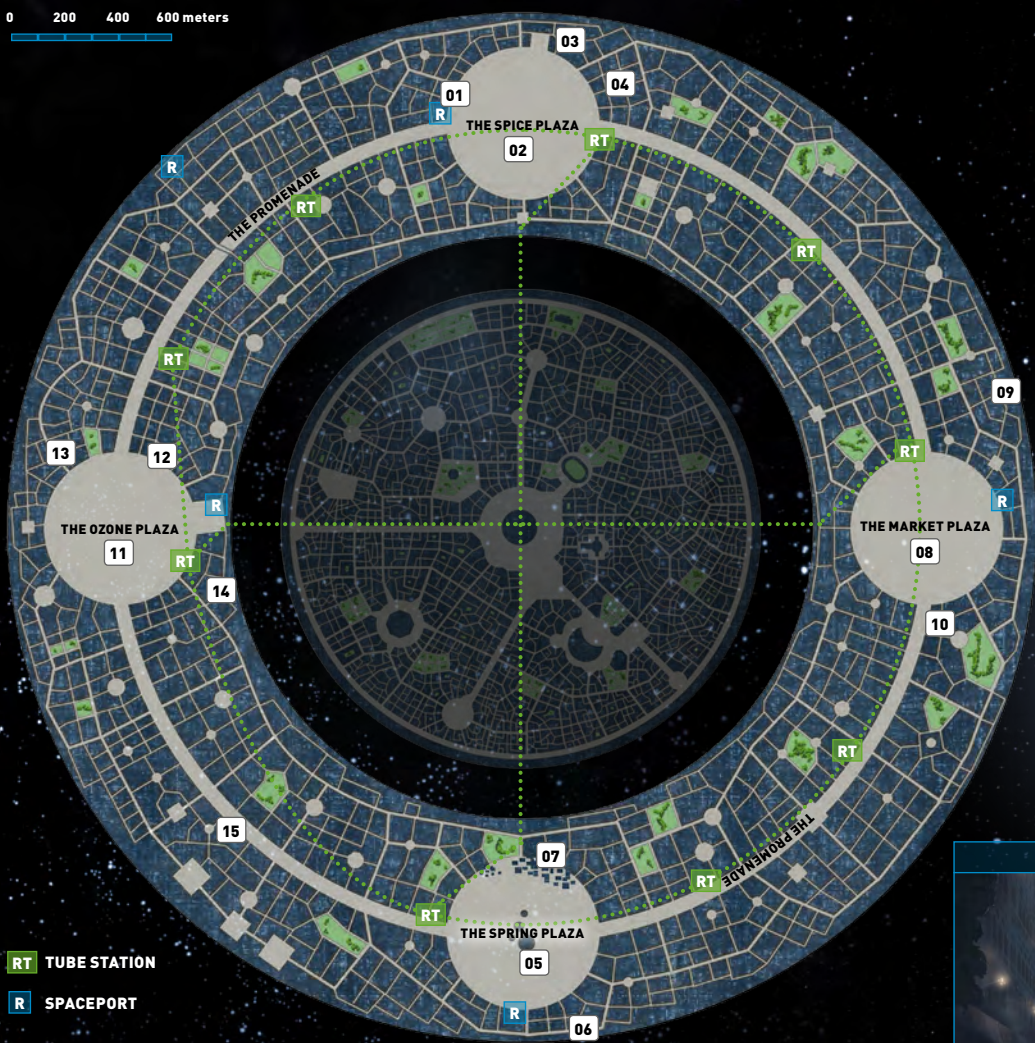 0 200 400 600 meters
03
04
01
R
THE SPICE PLAZA
RT
02
R
THE PROMENADE
RT
RT
RT
09
13
12
RT
R
R
THE OZONE PLAZA
THE MARKET PLAZA
11
08
RT
14
10
RT
15
THE PROMENADE
07
RT
RT
THE SPRING PLAZA
05
RT TUBE STATION
R SPACEPORT
R
06